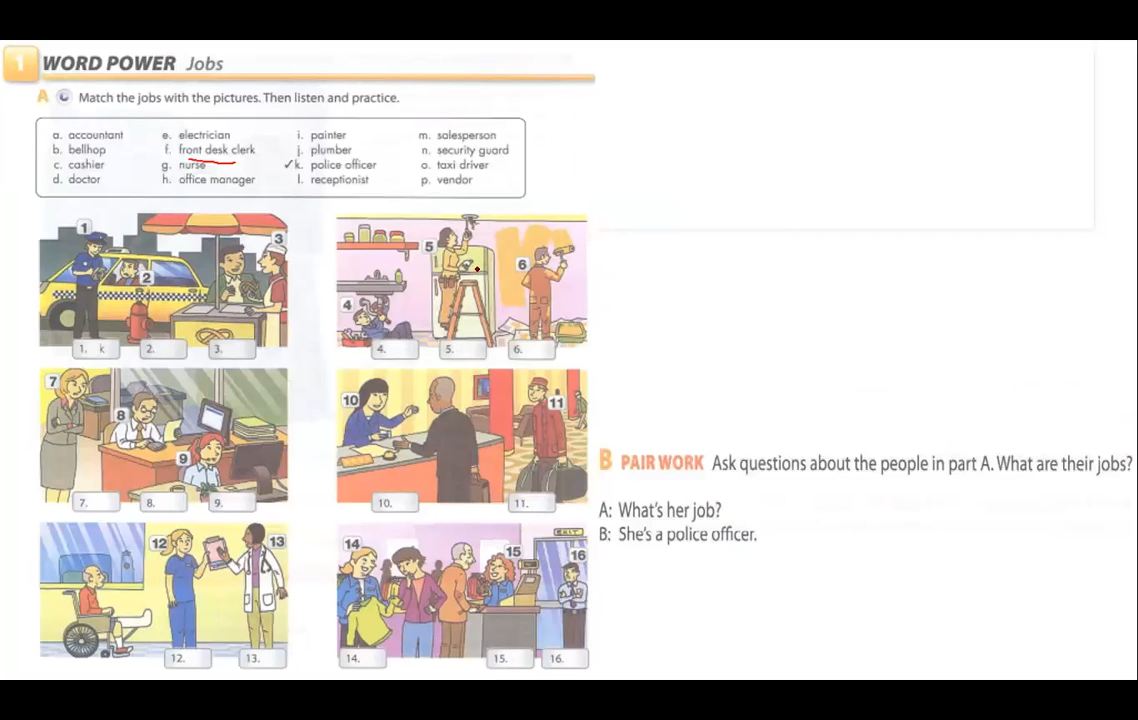 1 WORD POWER Jobs
A Match the jobs with the pictures. Then listen and practice.
a. accountant
b. bellhop
c. cashier
d. doctor
e. electrician
f. front desk clerk
g. nurse
h. office manager
i. painter
j. plumber
✓k. police officer
l. receptionist
m. salesperson
n. security guard
o. taxi driver
p. vendor
1
2
3
1. k
2.
3.
4
5
6
4.
5.
6.
7
8
9
7.
8.
9.
10
11
10.
11.
12
13
12.
13.
14
15
16
EXIT
14.
15.
16.
B PAIR WORK Ask questions about the people in part A. What are their jobs?
A: What's her job?
B: She's a police officer.